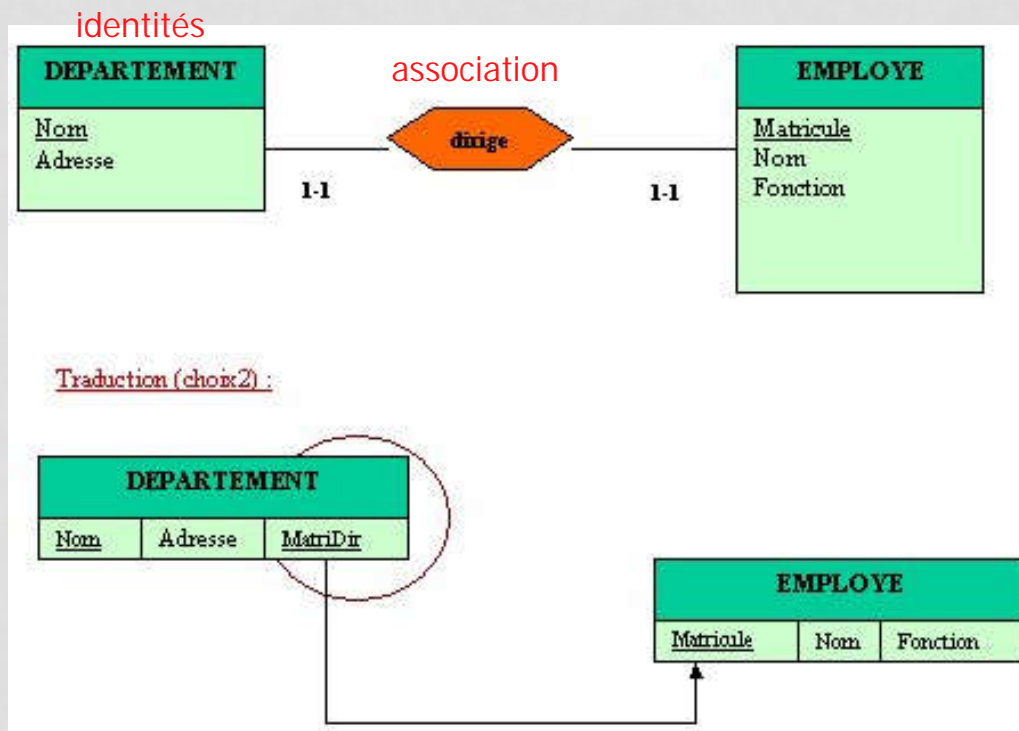 identités
DEPARTEMENT
Nom
Adresse
association
dirige
1-1
1-1
EMPLOYE
Matricule
Nom
Fonction
Traduction (choix2) :
DEPARTEMENT
Nom Adresse MatriDir
EMPLOYE
Matricule Nom Fonction